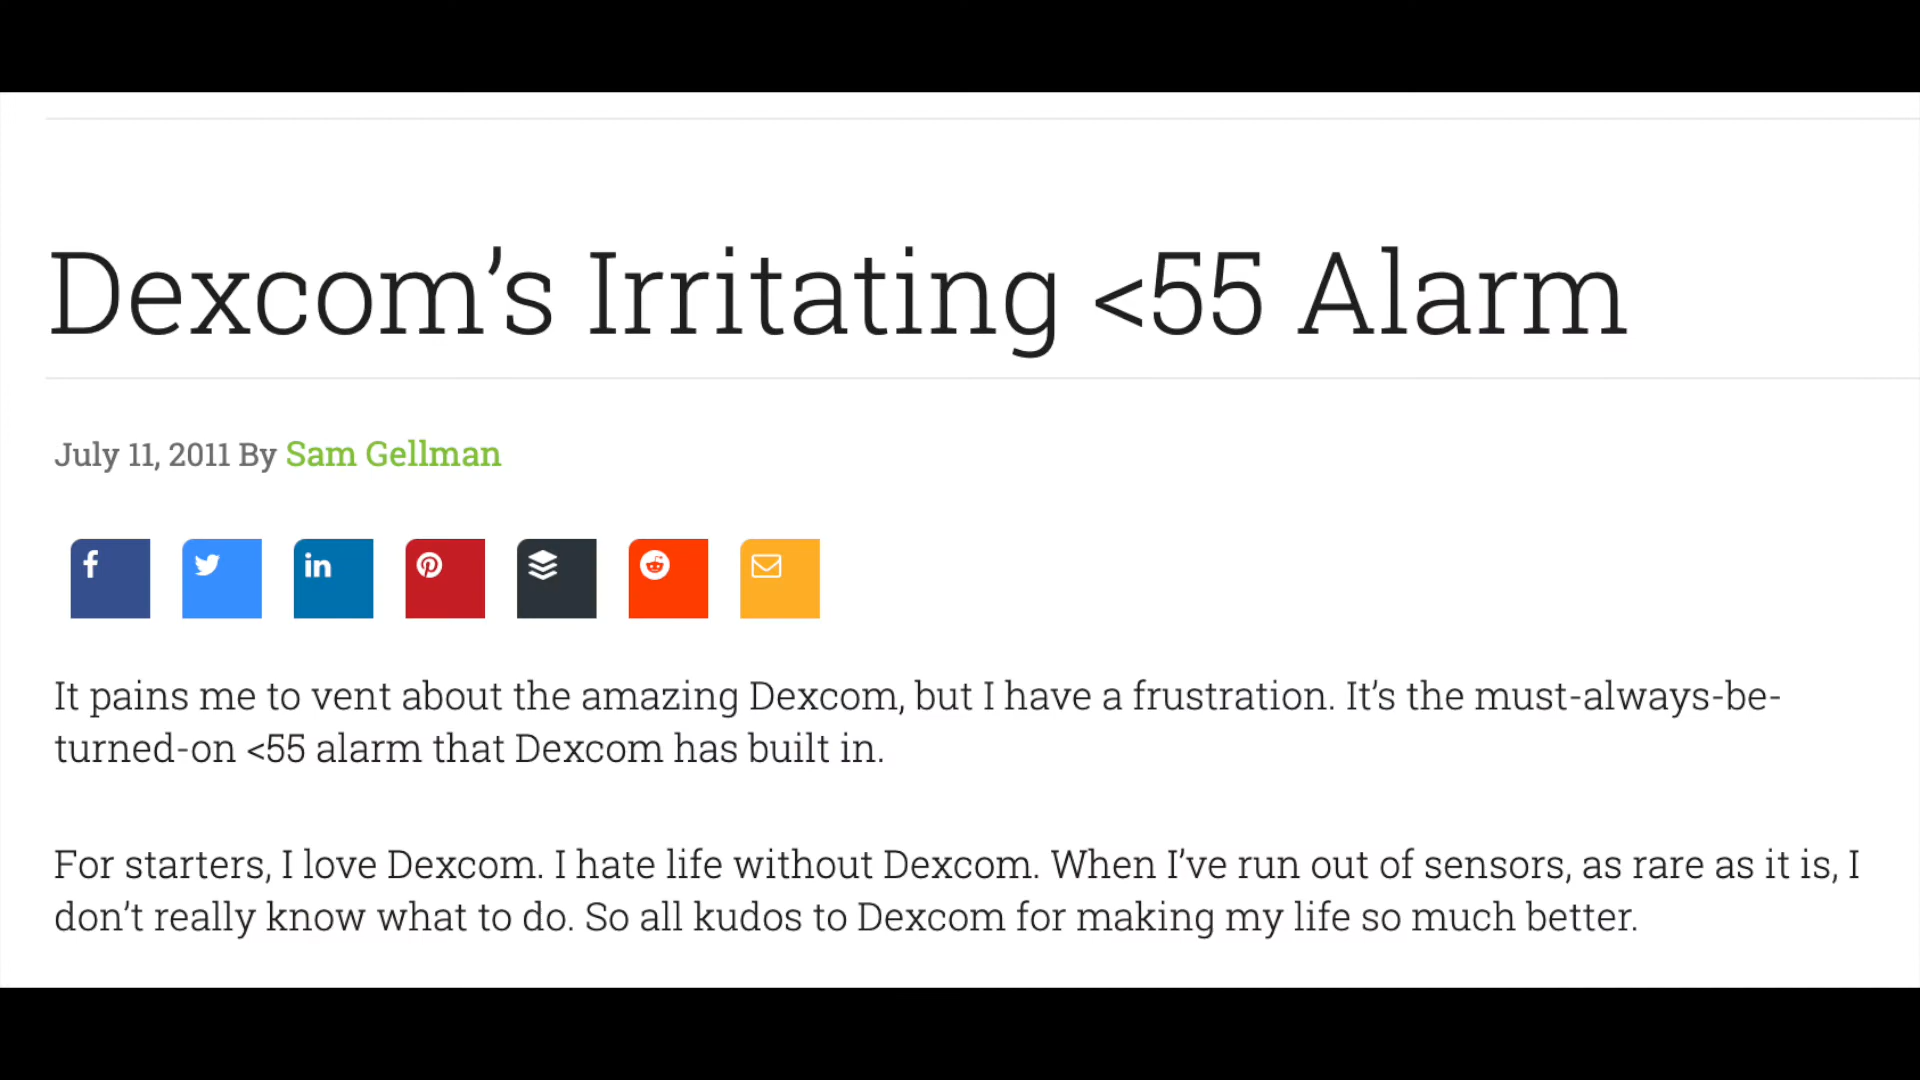 Dexcom’s Irritating <55 Alarm
July 11, 2011 By Sam Gellman
It pains me to vent about the amazing Dexcom, but I have a frustration. It’s the must-always-be-
turned-on <55 alarm that Dexcom has built in.
For starters, I love Dexcom. I hate life without Dexcom. When I’ve run out of sensors, as rare as it is, I
don’t really know what to do. So all kudos to Dexcom for making my life so much better.